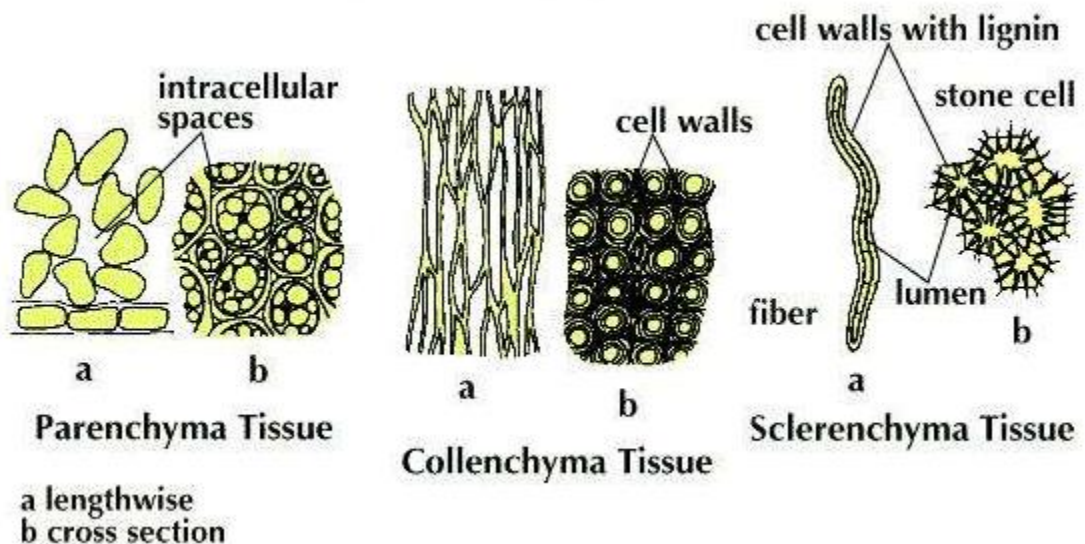 intracellular
spaces
a
b
Parenchyma Tissue
cell walls
a
b
Collenchyma Tissue
cell walls with lignin
stone cell
lumen
fiber
a
b
Sclerenchyma Tissue
a lengthwise
b cross section